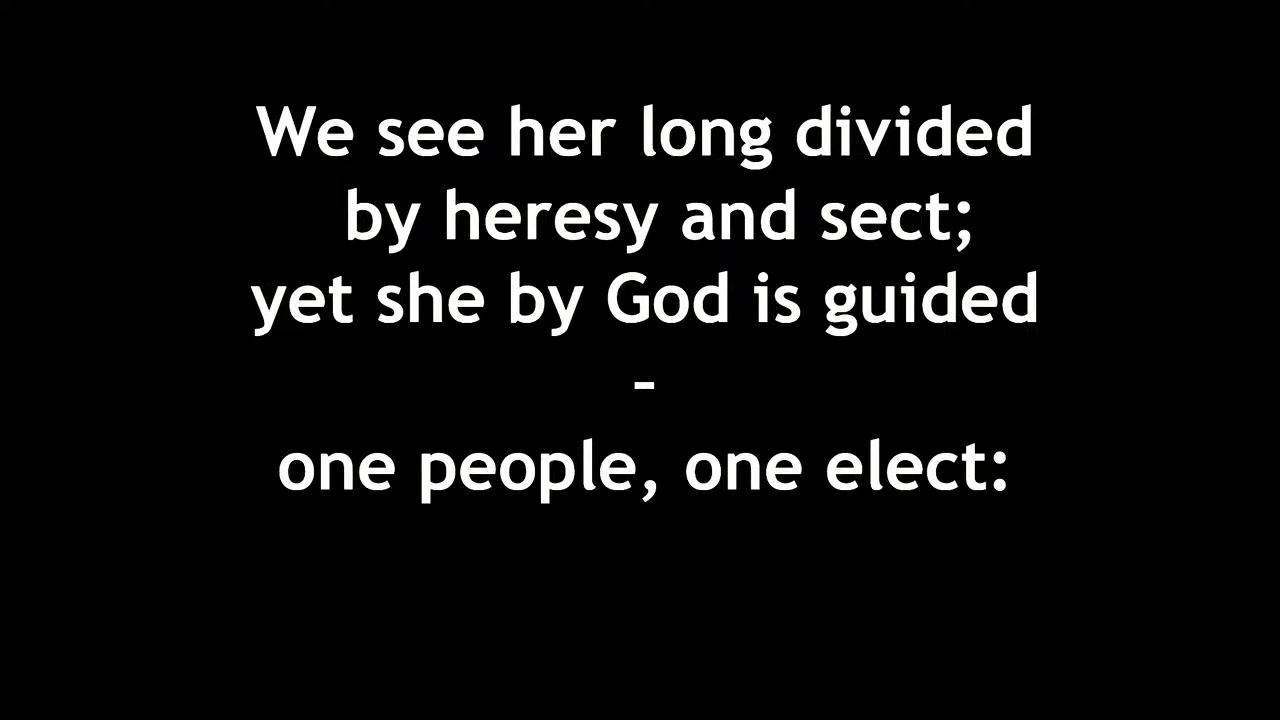 We see her long divided
by heresy and sect;
yet she by God is guided
-
one people, one elect: